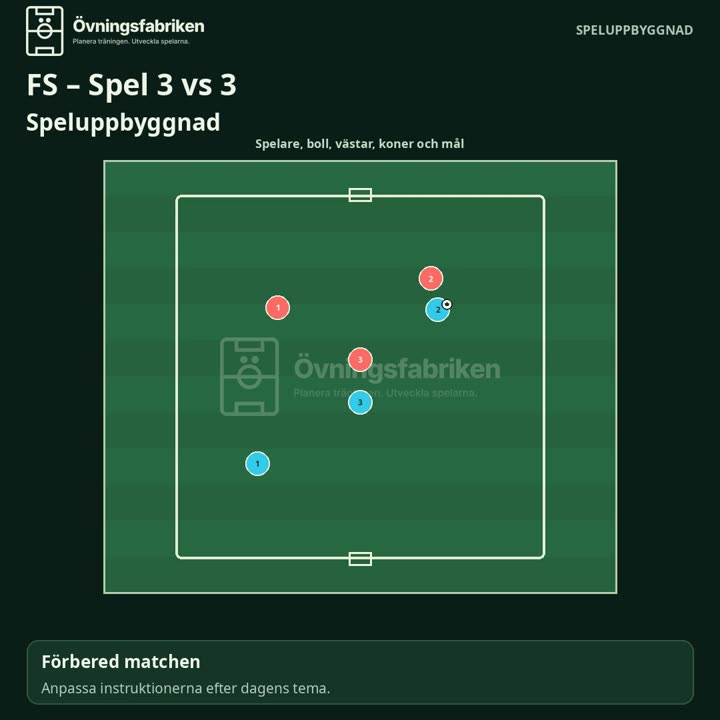 Övningsfabriken
Planera träningen. Utveckla spelarna.
SPELUPPBYGGNAD
FS – Spel 3 vs 3
Speluppbyggnad
Spelare, boll, västar, koner och mål
2
1
2
3
Övningsfabriken
Planera träningen. Utveckla spelarna.
3
1
Förbered matchen
Anpassa instruktionerna efter dagens tema.